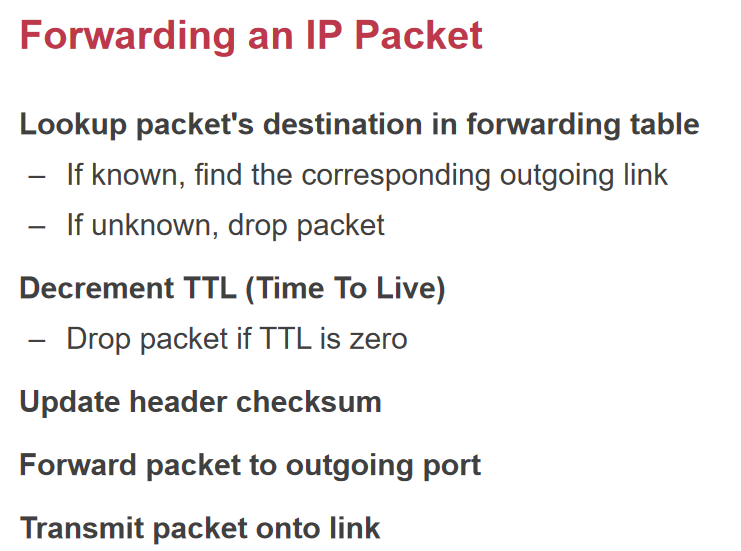 Forwarding an IP Packet
Lookup packet's destination in forwarding table
– If known, find the corresponding outgoing link
– If unknown, drop packet
Decrement TTL (Time To Live)
– Drop packet if TTL is zero
Update header checksum
Forward packet to outgoing port
Transmit packet onto link